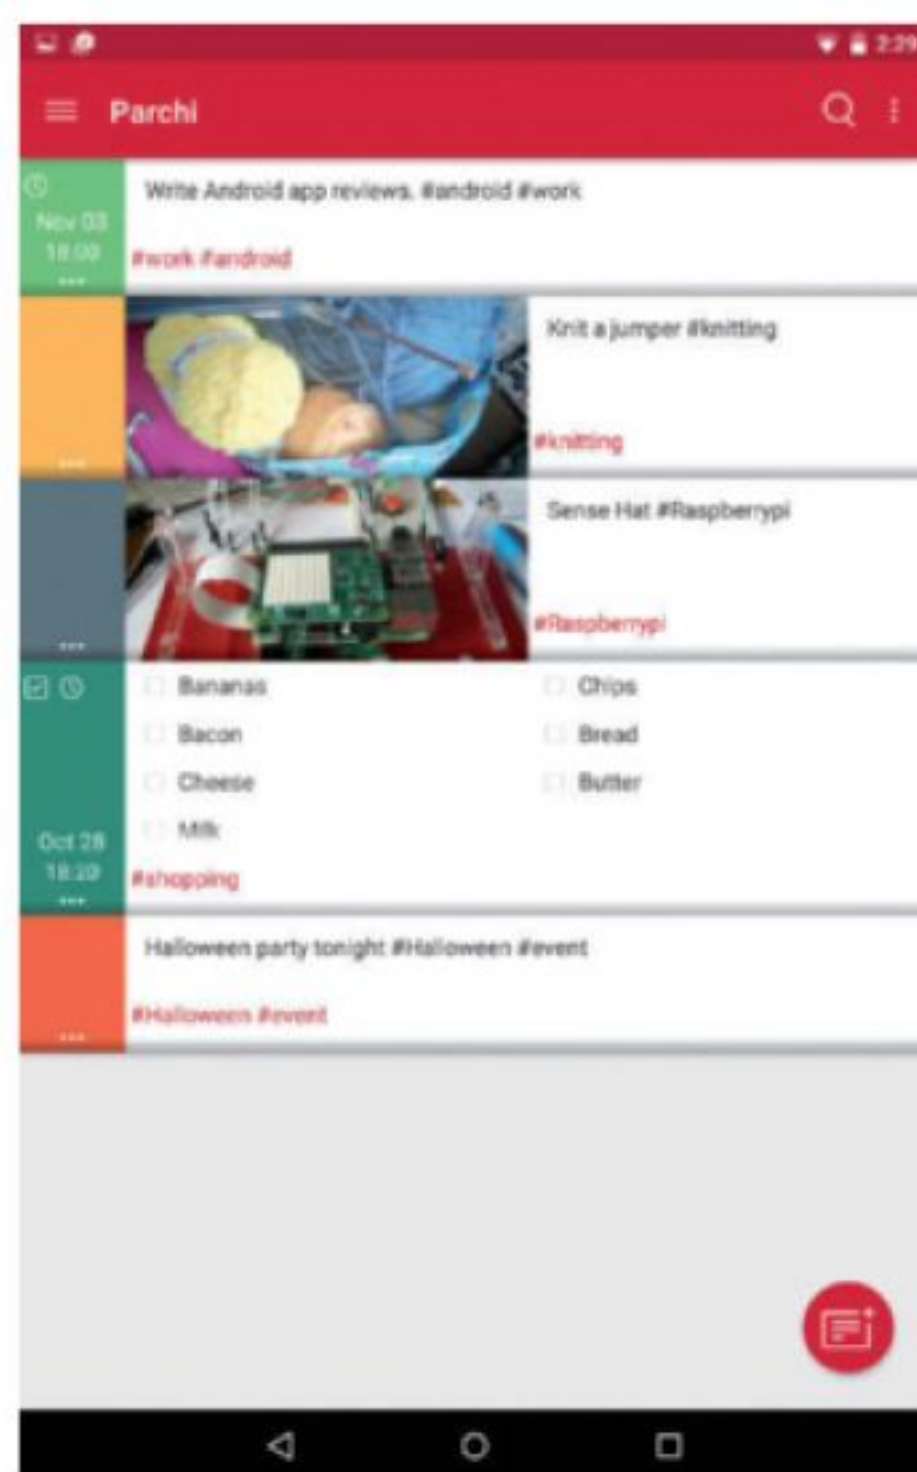 2:29
Parchi
Write Android app reviews. #android #work
Nov 03
18:00
#work #android
Knit a jumper #knitting
#knitting
Sense Hat #Raspberrypi
#Raspberrypi
Bananas
Chips
Bacon
Bread
Cheese
Butter
Milk
Oct 28
18:20
#shopping
Halloween party tonight #Halloween #event
#Halloween #event